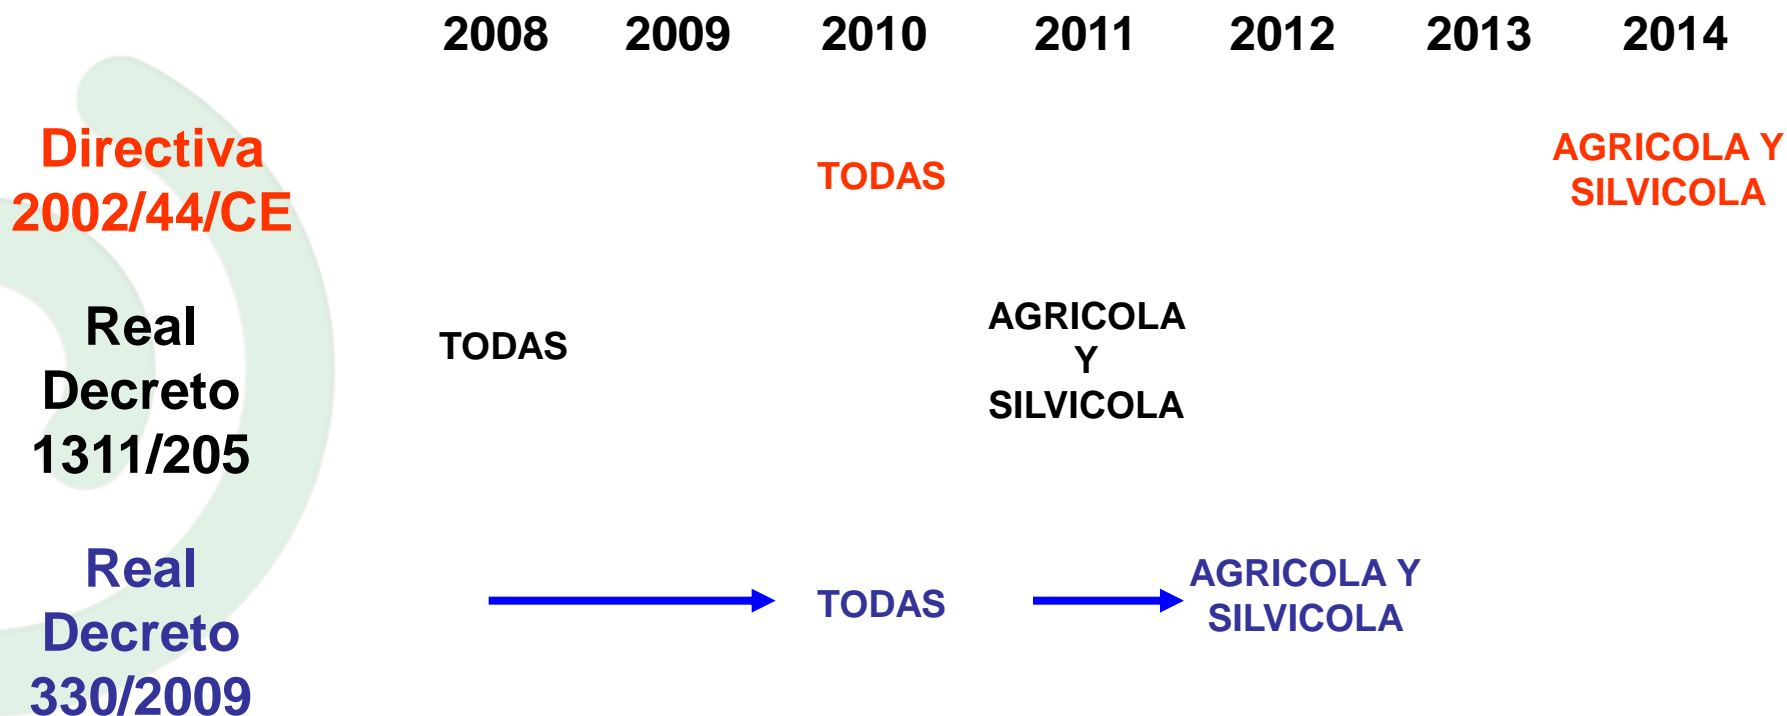 2008 2009 2010 2011 2012 2013 2014
Directiva
2002/44/CE
TODAS
AGRICOLA Y
SILVICOLA
Real
Decreto
1311/205
TODAS
AGRICOLA
Y
SILVICOLA
Real
Decreto
330/2009
TODAS
AGRICOLA Y
SILVICOLA